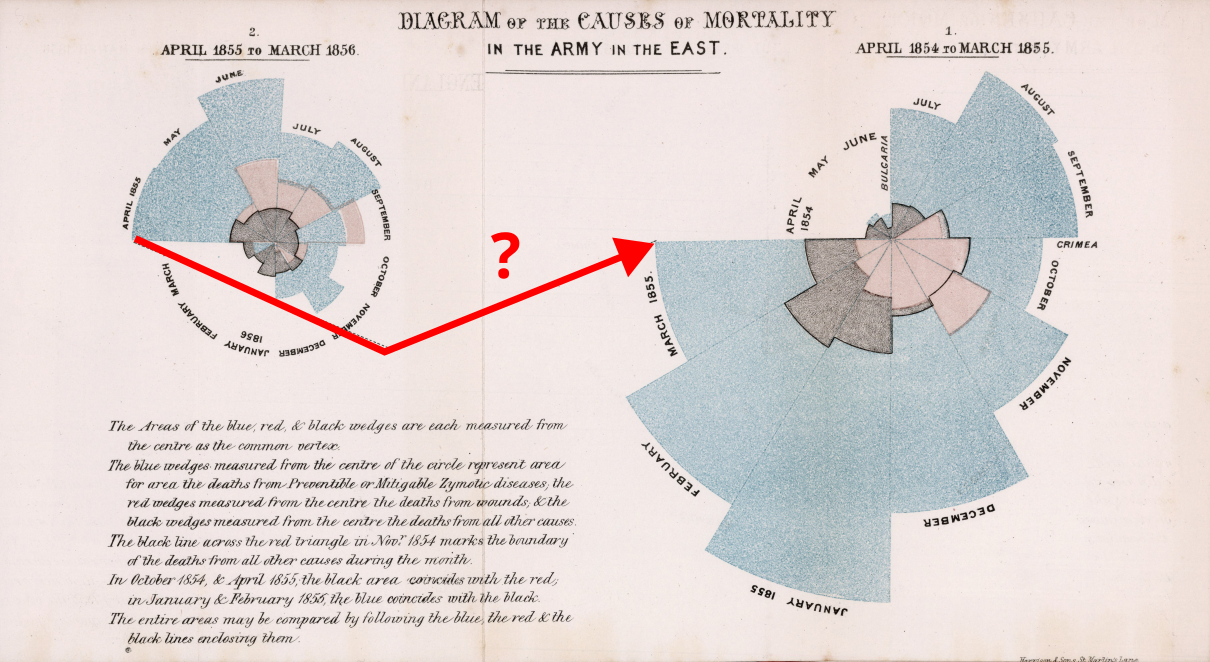 DIAGRAM OF THE CAUSES OF MORTALITY
IN THE ARMY IN THE EAST.
2.
APRIL 1855 TO MARCH 1856.
JUNE
JULY
AUGUST
SEPTEMBER
OCTOBER
NOVEMBER
DECEMBER
JANUARY
1856
FEBRUARY
MARCH
APRIL 1855
MAY
?
1.
APRIL 1854 TO MARCH 1855.
APRIL
1854
MAY
JUNE
BULGARIA
JULY
AUGUST
SEPTEMBER
CRIMEA
OCTOBER
NOVEMBER
DECEMBER
JANUARY 1855
FEBRUARY
MARCH 1855.
The Areas of the blue, red, & black wedges are each measured from
the centre as the common vertex.
The blue wedges measured from the centre of the circle represent area
for area the deaths from Preventible or Mitigable Zymotic diseases; the
red wedges measured from the centre the deaths from wounds; & the
black wedges measured from the centre the deaths from all other causes.
The black line across the red triangle in Novr. 1854 marks the boundary
of the deaths from all other causes during the month.
In October 1854, & April 1855, the black area coincides with the red;
in January & February 1855, the blue coincides with the black.
The entire areas may be compared by following the blue, the red & the
black lines enclosing them.
Harrison & Sons, St. Martins Lane